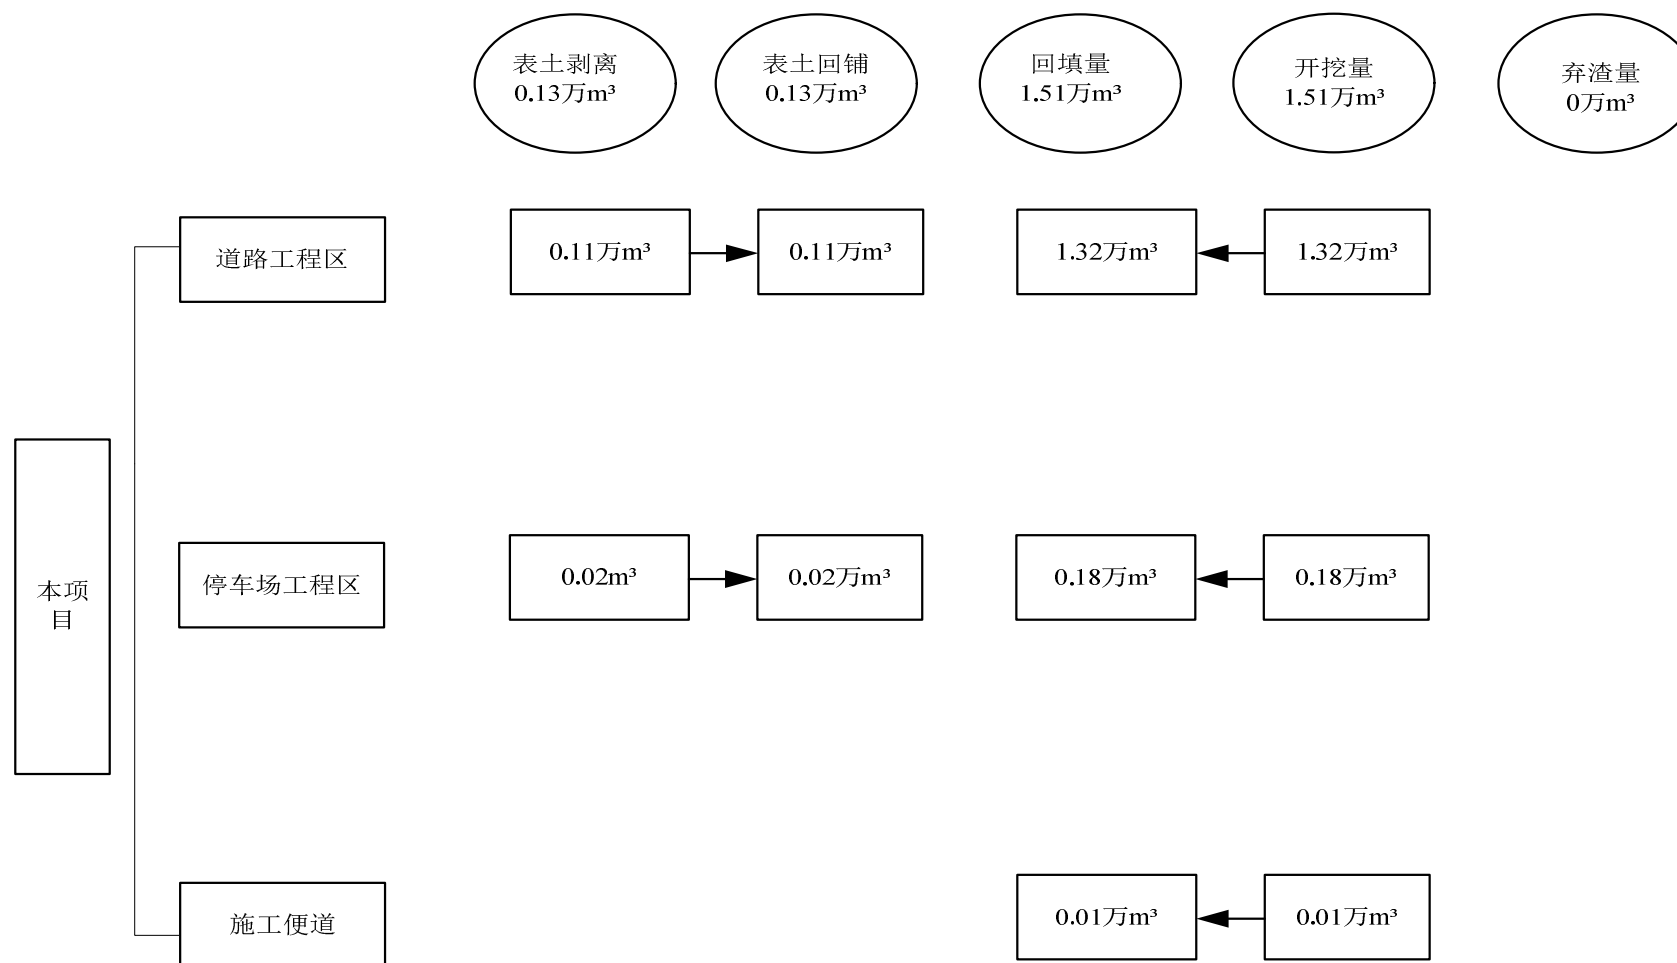 表土剥离
0.13万m³
表土回铺
0.13万m³
回填量
1.51万m³
开挖量
1.51万m³
弃渣量
0万m³
道路工程区
0.11万m³
0.11万m³
1.32万m³
1.32万m³
本项
目
停车场工程区
0.02m³
0.02万m³
0.18万m³
0.18万m³
施工便道
0.01万m³
0.01万m³